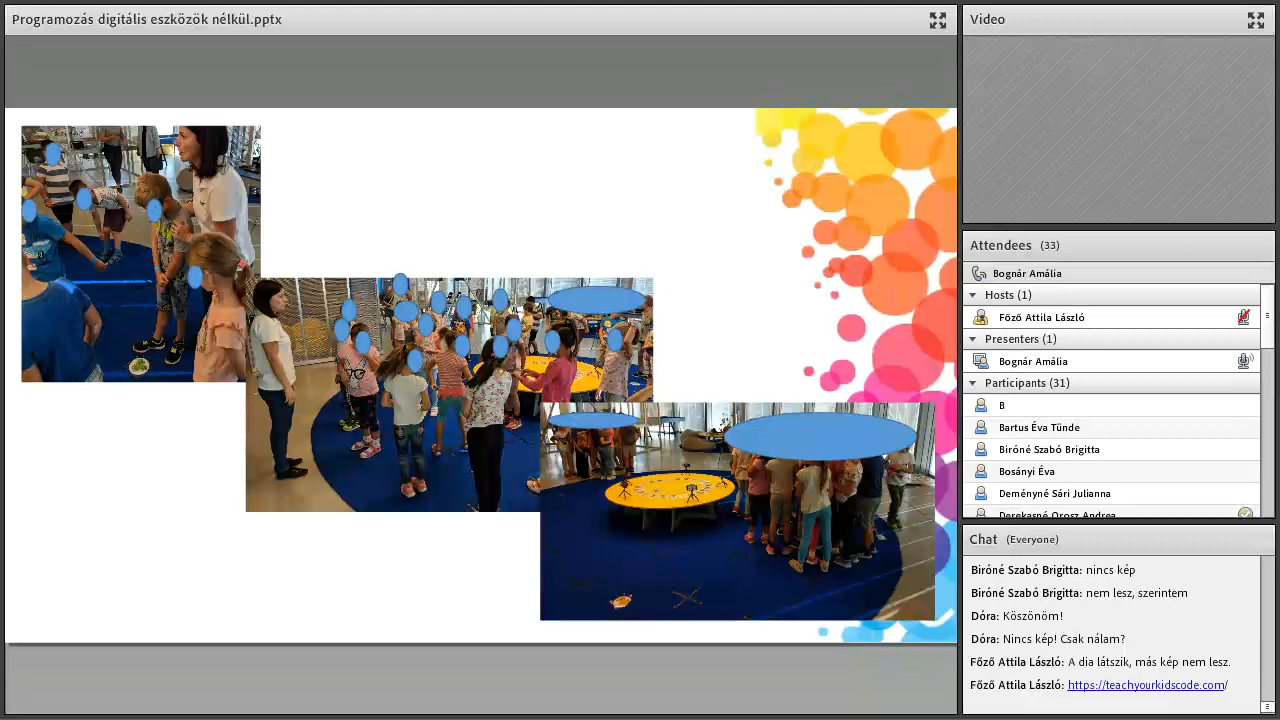 Programozás digitális eszközök nélkül.pptx
Video
Attendees (33)
Bognár Amália
Hosts (1)
Főző Attila László
Presenters (1)
Bognár Amália
Participants (31)
B
Bartus Éva Tünde
Biróné Szabó Brigitta
Bosányi Éva
Deményné Sári Julianna
Derekasné Orosz Andrea
Chat (Everyone)
Biróné Szabó Brigitta: nincs kép
Biróné Szabó Brigitta: nem lesz, szerintem
Dóra: Köszönöm!
Dóra: Nincs kép! Csak nálam?
Főző Attila László: A dia látszik, más kép nem lesz.
Főző Attila László: https://teachyourkidscode.com/